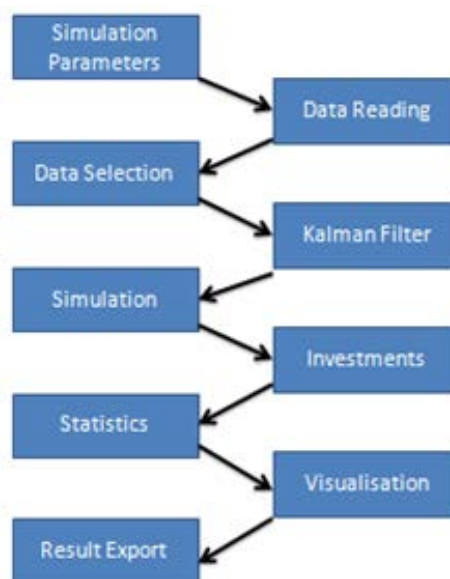 Simulation
Parameters
Data Reading
Data Selection
Kalman Filter
Simulation
Investments
Statistics
Visualisation
Result Export